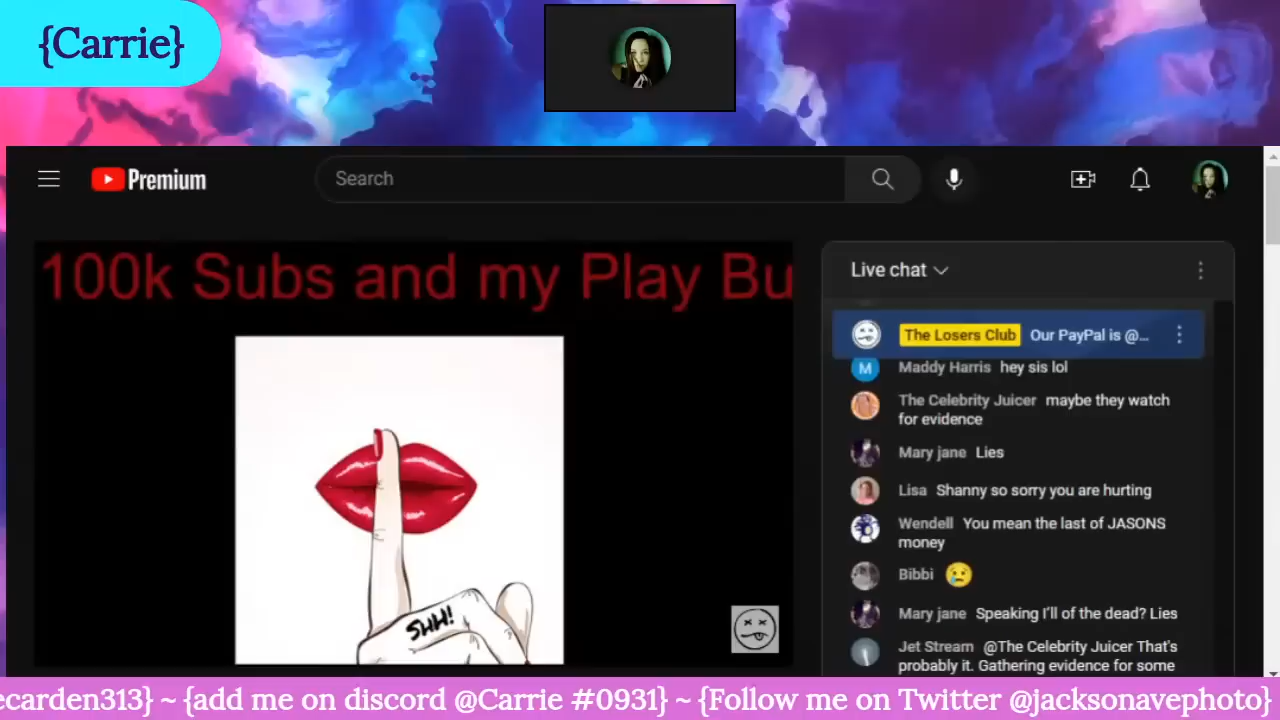 {Carrie}
Premium
Search
100k Subs and my Play Bu
SHH!
Live chat
The Losers Club Our PayPal is @...
Maddy Harris hey sis lol
The Celebrity Juicer maybe they watch
for evidence
Mary jane Lies
Lisa Shanny so sorry you are hurting
Wendell You mean the last of JASONS
money
Bibbi
Mary jane Speaking I'll of the dead? Lies
Jet Stream @The Celebrity Juicer That's
probably it. Gathering evidence for some
ecarden313} ~ {add me on discord @Carrie #0931} ~ {Follow me on Twitter @jacksonavephoto}